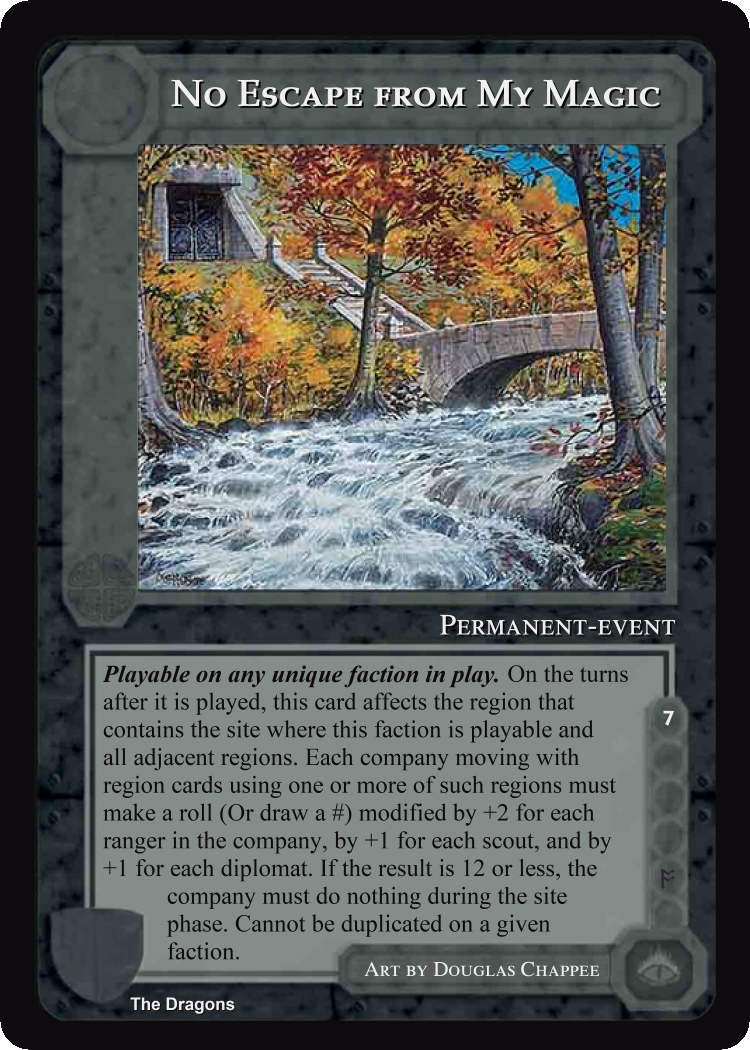 No Escape from My Magic
Permanent-event
Playable on any unique faction in play. On the turns
after it is played, this card affects the region that
contains the site where this faction is playable and
all adjacent regions. Each company moving with
region cards using one or more of such regions must
make a roll (Or draw a #) modified by +2 for each
ranger in the company, by +1 for each scout, and by
+1 for each diplomat. If the result is 12 or less, the
company must do nothing during the site
phase. Cannot be duplicated on a given
faction.
7
Art by Douglas Chappee
The Dragons